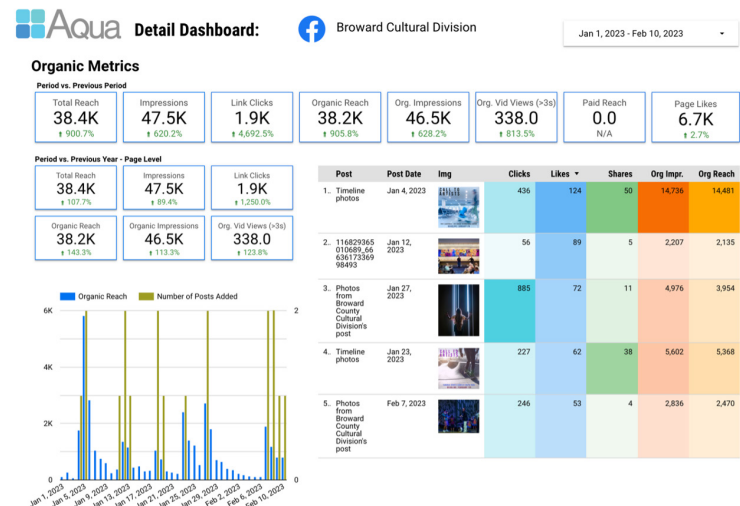 Aqua
Detail Dashboard:
Broward Cultural Division
Jan 1, 2023 - Feb 10, 2023
Organic Metrics
Period vs. Previous Period
Total Reach
38.4K
900.7%
Impressions
47.5K
620.2%
Link Clicks
1.9K
4,692.5%
Organic Reach
38.2K
905.8%
Org. Impressions
46.5K
628.2%
Org. Vid Views (>3s)
338.0
813.5%
Paid Reach
0.0
N/A
Page Likes
6.7K
2.7%
Period vs. Previous Year - Page Level
Total Reach
38.4K
107.7%
Impressions
47.5K
89.4%
Link Clicks
1.9K
1,250.0%
Organic Reach
38.2K
143.3%
Organic Impressions
46.5K
113.3%
Org. Vid Views (>3s)
338.0
123.8%
Organic Reach
Number of Posts Added
6K
4K
2K
0
2
0
Jan 1, 2023
Jan 5, 2023
Jan 9, 2023
Jan 13, 2023
Jan 17, 2023
Jan 21, 2023
Jan 25, 2023
Jan 29, 2023
Feb 2, 2023
Feb 6, 2023
Feb 10, 2023
Post Post Date Img Clicks Likes Shares Org Impr. Org Reach
1. Timeline Jan 4, 2023 436 124 50 14,736 14,481
photos
2. 116829365 Jan 12, 56 89 5 2,207 2,135
010689_66 2023
636173369
98493
3. Photos Jan 27, 885 72 11 4,976 3,954
from 2023
Broward
County
Cultural
Division's
post
4. Timeline Jan 23, 227 62 38 5,602 5,368
photos 2023
5. Photos Feb 7, 2023 246 53 4 2,836 2,470
from
Broward
County
Cultural
Division's
post